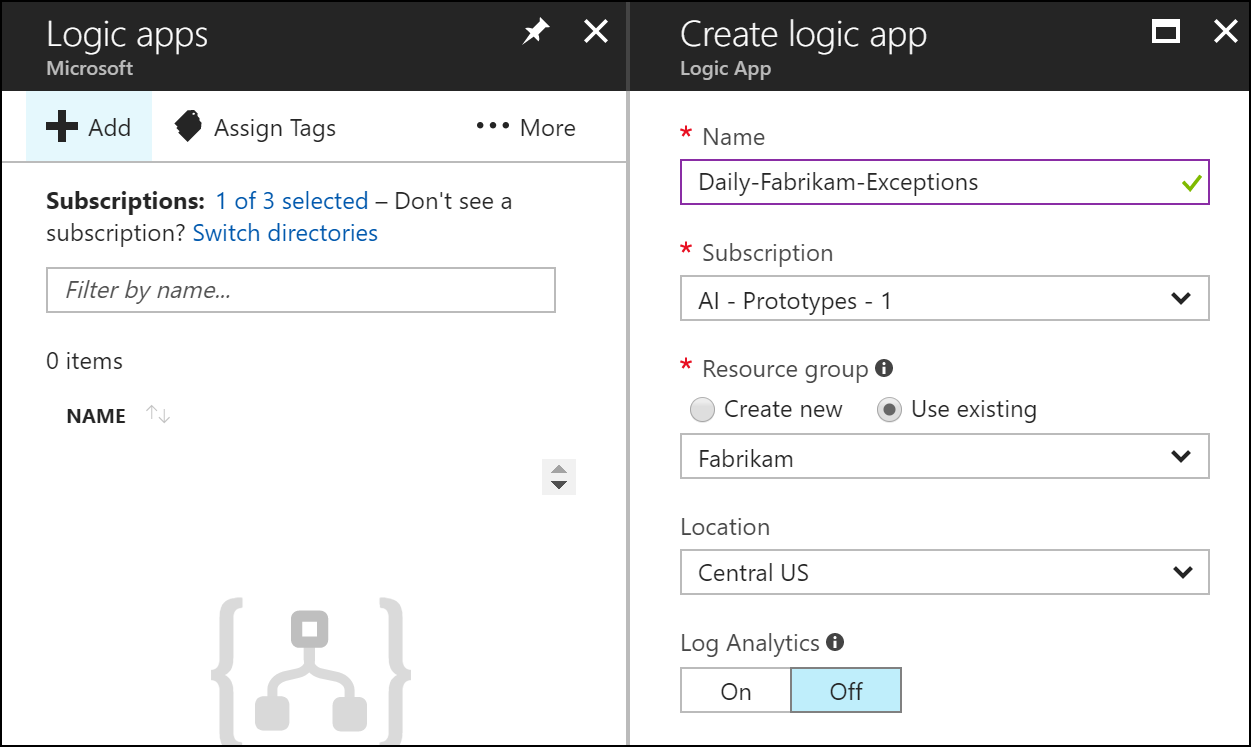 Logic apps
Microsoft
Add
Assign Tags
More
Subscriptions: 1 of 3 selected – Don't see a
subscription? Switch directories
Filter by name...
0 items
NAME
Create logic app
Logic App
* Name
Daily-Fabrikam-Exceptions
* Subscription
AI - Prototypes - 1
* Resource group
Create new
Use existing
Fabrikam
Location
Central US
Log Analytics
On
Off